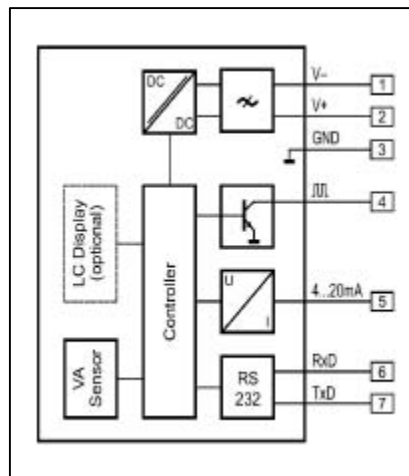 DC
DC
V–
1
V+
2
GND
3
4
LC Display
(optional)
Controller
U
I
4...20mA
5
VA
Sensor
RS
232
RxD
6
TxD
7